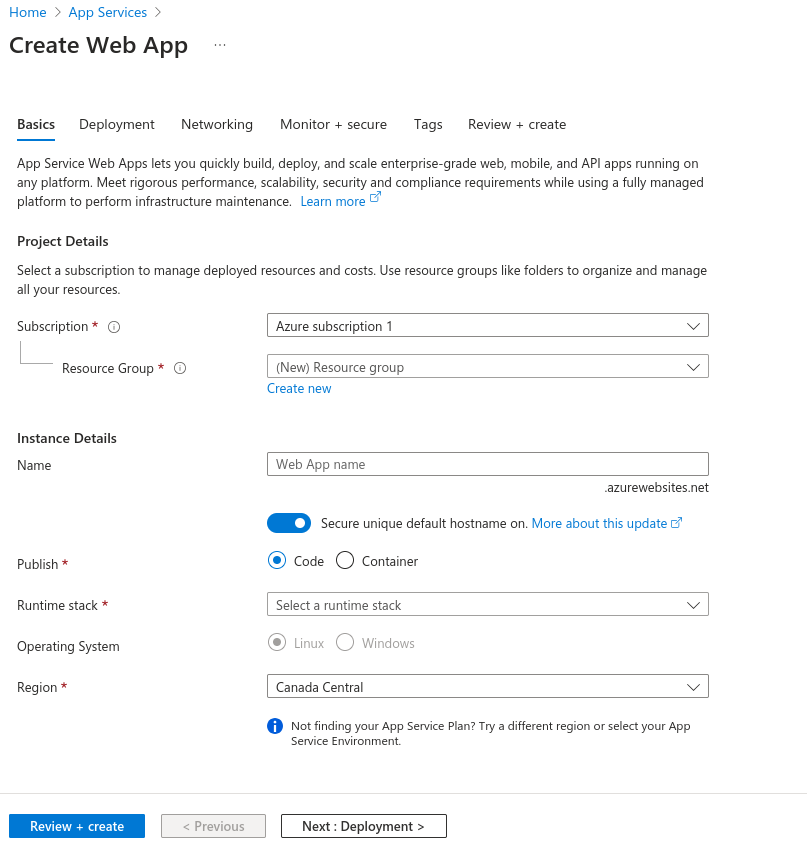 Home > App Services >
Create Web App ...
Basics Deployment Networking Monitor + secure Tags Review + create
App Service Web Apps lets you quickly build, deploy, and scale enterprise-grade web, mobile, and API apps running on
any platform. Meet rigorous performance, scalability, security and compliance requirements while using a fully managed
platform to perform infrastructure maintenance. Learn more
Project Details
Select a subscription to manage deployed resources and costs. Use resource groups like folders to organize and manage
all your resources.
Subscription * Azure subscription 1
Resource Group * (New) Resource group
Create new
Instance Details
Name Web App name
.azurewebsites.net
Secure unique default hostname on. More about this update
Publish * Code Container
Runtime stack * Select a runtime stack
Operating System Linux Windows
Region * Canada Central
Not finding your App Service Plan? Try a different region or select your App
Service Environment.
Review + create < Previous Next : Deployment >